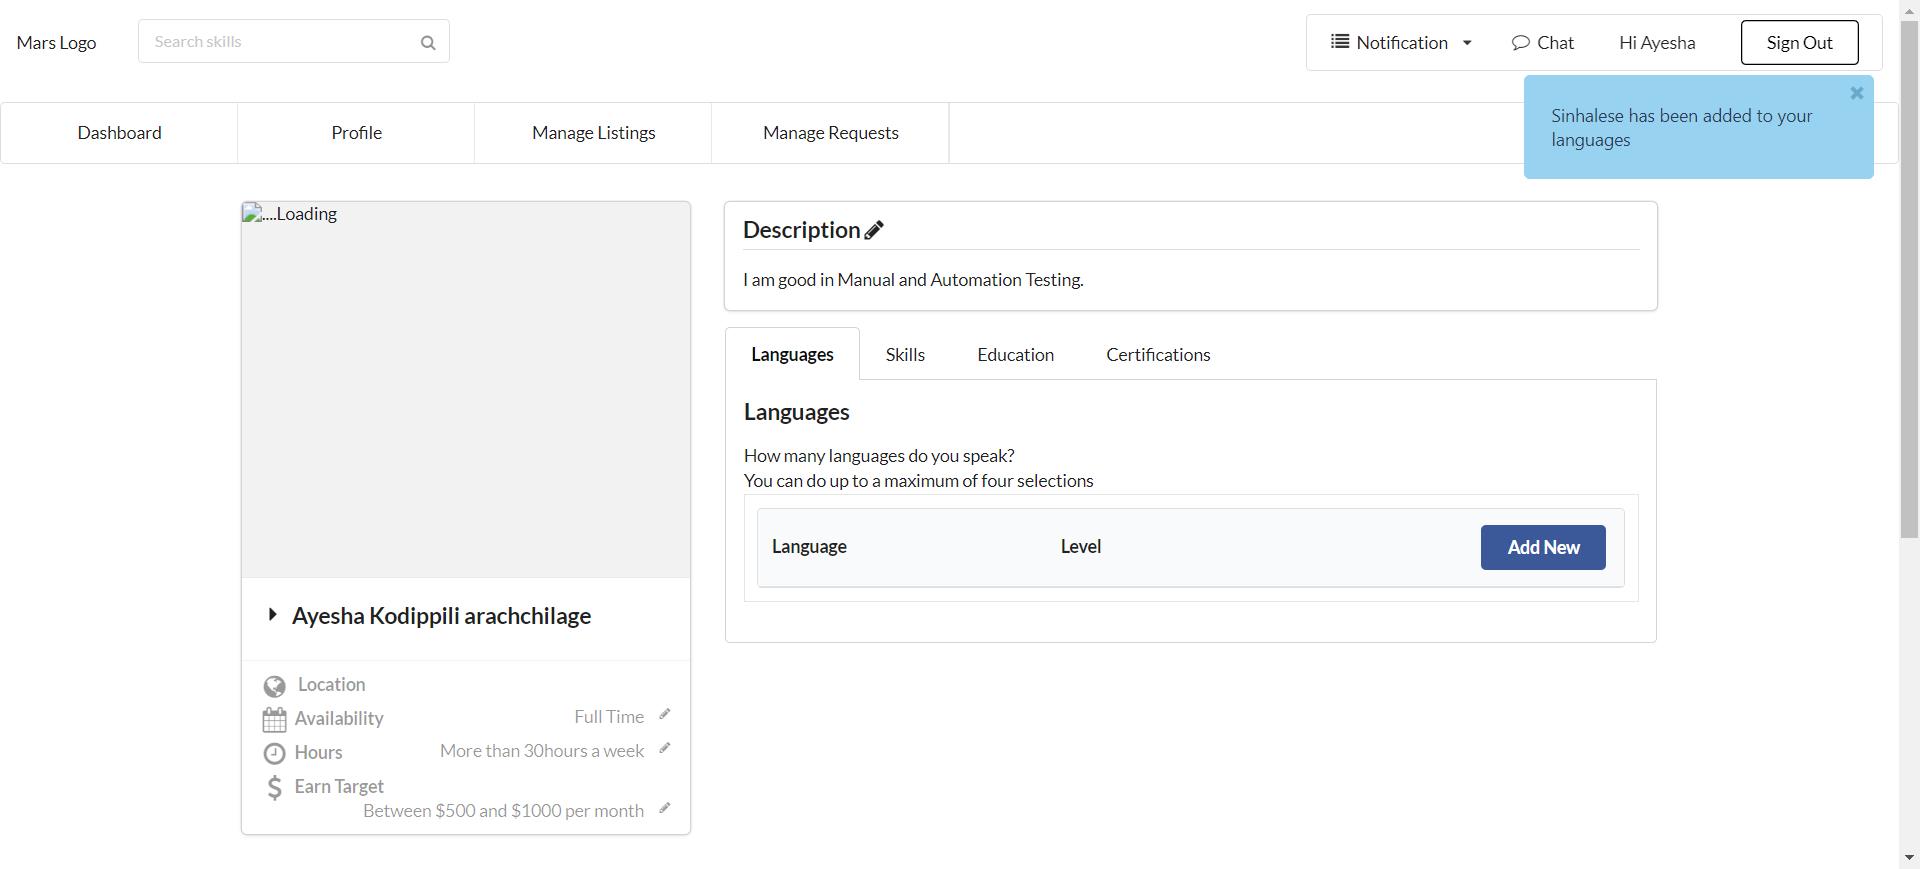 Mars Logo
Search skills
Notification
Chat
Hi Ayesha
Sign Out
Sinhalese has been added to your
languages
Dashboard
Profile
Manage Listings
Manage Requests
....Loading
Ayesha Kodippili arachchilage
Location
Availability
Full Time
Hours
More than 30hours a week
Earn Target
Between $500 and $1000 per month
Description
I am good in Manual and Automation Testing.
Languages
Skills
Education
Certifications
Languages
How many languages do you speak?
You can do up to a maximum of four selections
Language
Level
Add New